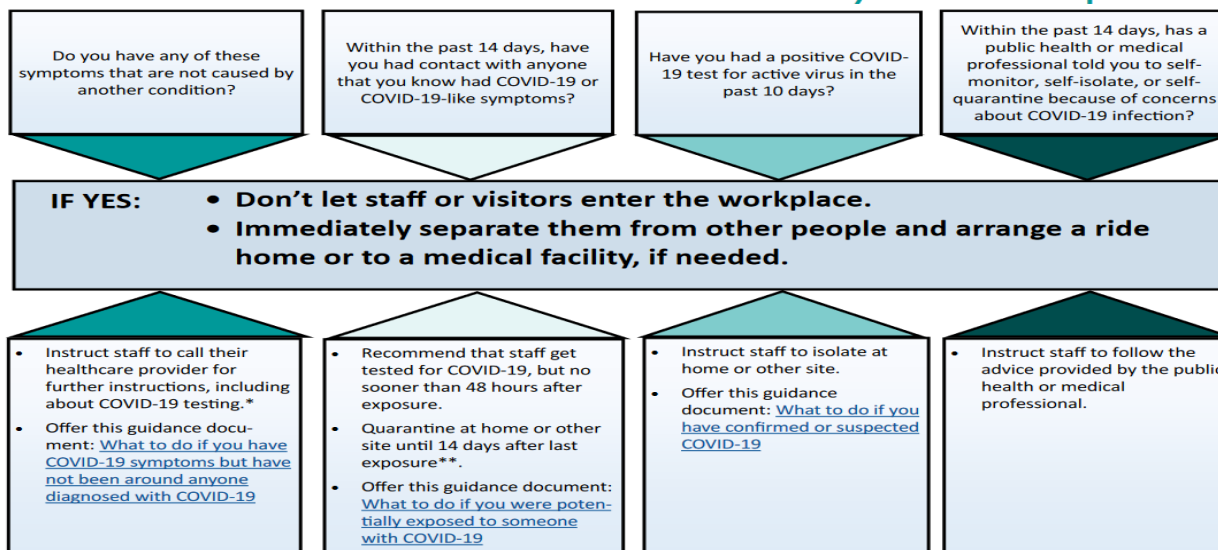 Do you have any of these
symptoms that are not caused by
another condition?
Within the past 14 days, have
you had contact with anyone
that you know had COVID-19 or
COVID-19-like symptoms?
Have you had a positive COVID-
19 test for active virus in the
past 10 days?
Within the past 14 days, has a
public health or medical
professional told you to self-
monitor, self-isolate, or self-
quarantine because of concerns
about COVID-19 infection?
IF YES:
• Don’t let staff or visitors enter the workplace.
• Immediately separate them from other people and arrange a ride
home or to a medical facility, if needed.
• Instruct staff to call their
healthcare provider for
further instructions, including
about COVID-19 testing.*
• Offer this guidance docu-
ment: What to do if you have
COVID-19 symptoms but have
not been around anyone
diagnosed with COVID-19
• Recommend that staff get
tested for COVID-19, but no
sooner than 48 hours after
exposure.
• Quarantine at home or other
site until 14 days after last
exposure**.
• Offer this guidance document:
What to do if you were poten-
tially exposed to someone
with COVID-19
• Instruct staff to isolate at
home or other site.
• Offer this guidance
document: What to do if you
have confirmed or suspected
COVID-19
• Instruct staff to follow the
advice provided by the public
health or medical
professional.